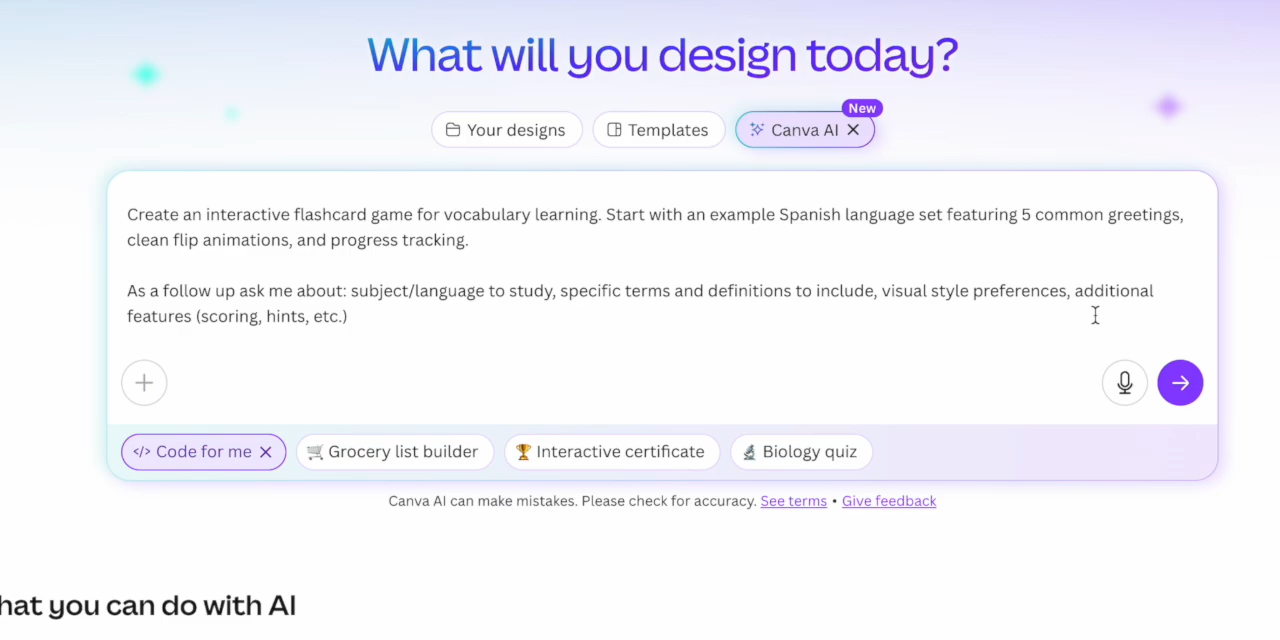 What will you design today?
New
Your designs
Templates
Canva AI
Create an interactive flashcard game for vocabulary learning. Start with an example Spanish language set featuring 5 common greetings,
clean flip animations, and progress tracking.
As a follow up ask me about: subject/language to study, specific terms and definitions to include, visual style preferences, additional
features (scoring, hints, etc.)
</> Code for me
Grocery list builder
Interactive certificate
Biology quiz
Canva AI can make mistakes. Please check for accuracy. See terms • Give feedback
hat you can do with AI